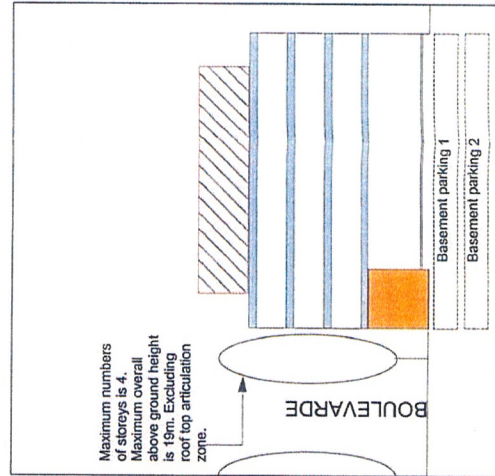 Maximum numbers
of storeys is 4.
Maximum overall
above ground height
is 19m. Excluding
roof top articulation
zone.
BOULEVARDE
Basement parking 1
Basement parking 2